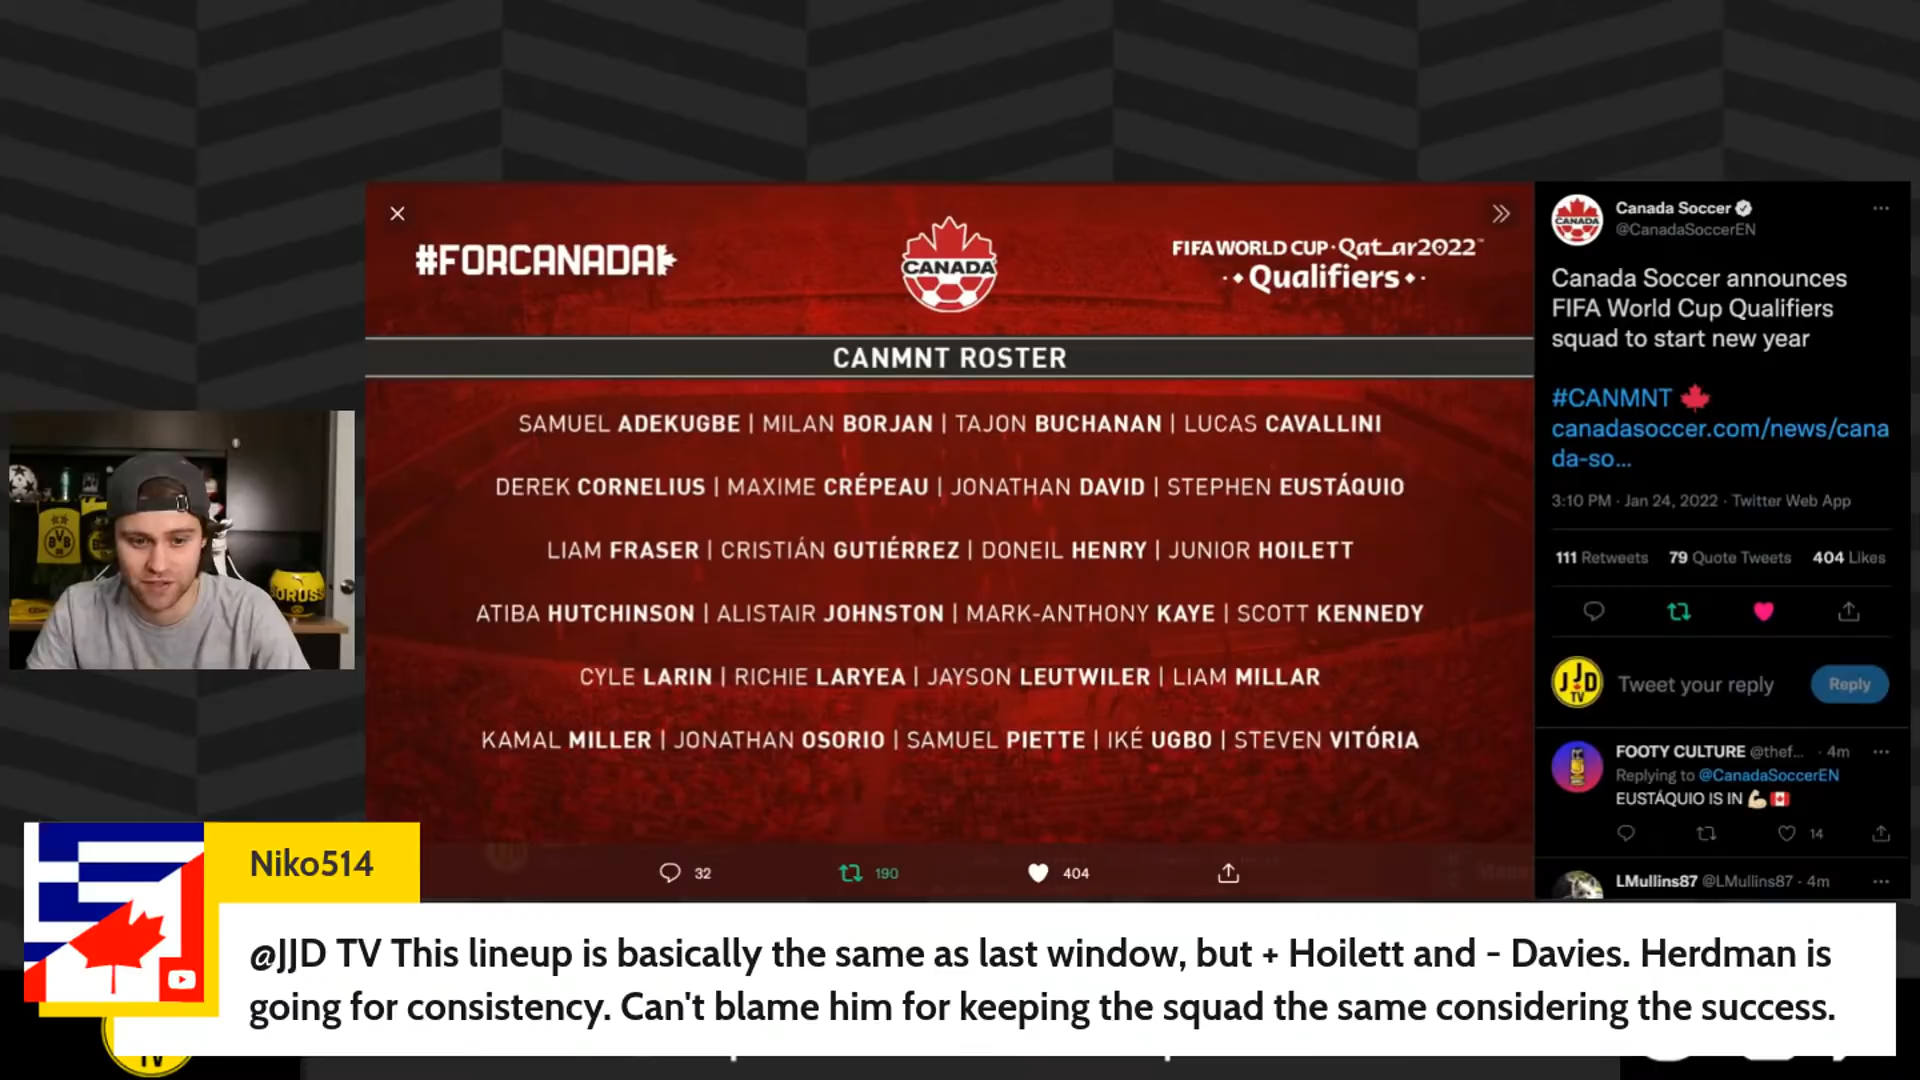 #FORCANADA
CANADA
FIFA WORLD CUP · Qatar2022™
Qualifiers
CANMNT ROSTER
SAMUEL ADEKUGBE | MILAN BORJAN | TAJON BUCHANAN | LUCAS CAVALLINI
DEREK CORNELIUS | MAXIME CRÉPEAU | JONATHAN DAVID | STEPHEN EUSTÁQUIO
LIAM FRASER | CRISTIÁN GUTIÉRREZ | DONEIL HENRY | JUNIOR HOILETT
ATIBA HUTCHINSON | ALISTAIR JOHNSTON | MARK-ANTHONY KAYE | SCOTT KENNEDY
CYLE LARIN | RICHIE LARYEA | JAYSON LEUTWILER | LIAM MILLAR
KAMAL MILLER | JONATHAN OSORIO | SAMUEL PIETTE | IKÉ UGBO | STEVEN VITÓRIA
32 190 404
CANADA
Canada Soccer
@CanadaSoccerEN
Canada Soccer announces
FIFA World Cup Qualifiers
squad to start new year
#CANMNT 🍁
canadasoccer.com/news/cana
da-so...
3:10 PM · Jan 24, 2022 · Twitter Web App
111 Retweets 79 Quote Tweets 404 Likes
JJD
TV
Tweet your reply
Reply
FOOTY CULTURE @thef... · 4m
Replying to @CanadaSoccerEN
EUSTÁQUIO IS IN 💪🏻🇨🇦
14
LMullins87 @LMullins87 · 4m
BVB
Niko514
@JJD TV This lineup is basically the same as last window, but + Hoilett and - Davies. Herdman is
going for consistency. Can't blame him for keeping the squad the same considering the success.
TV